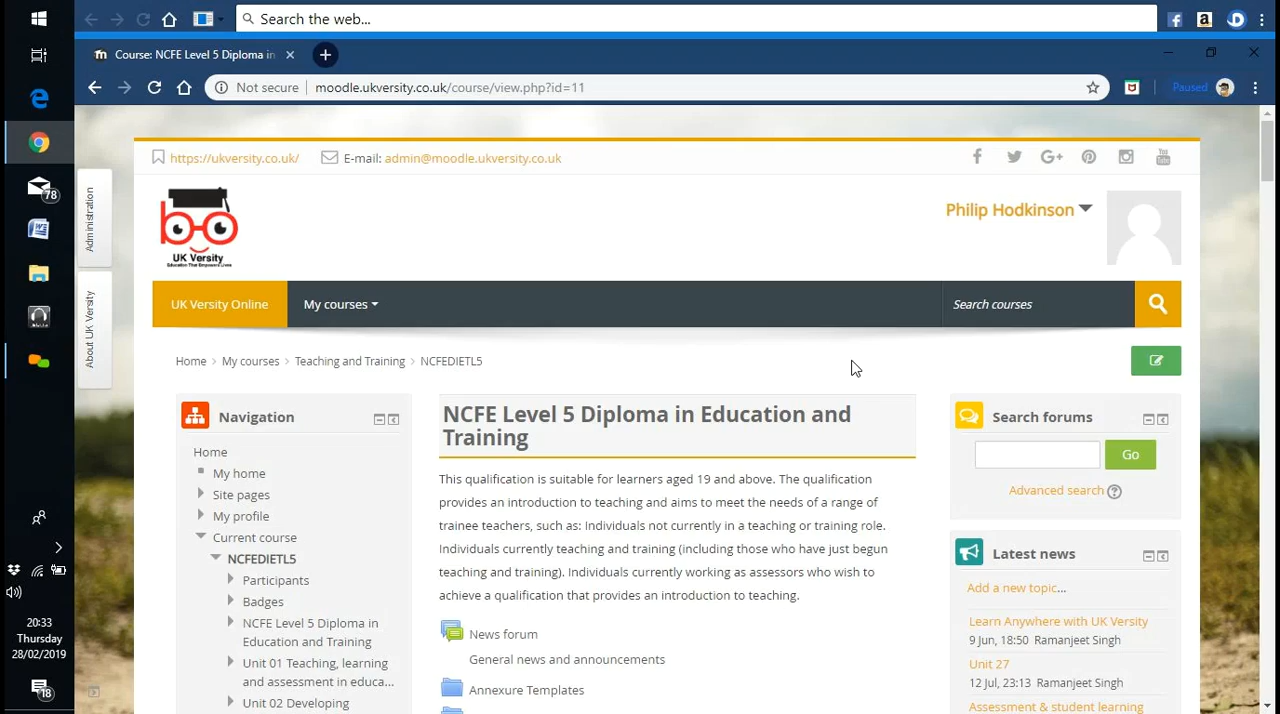 Search the web...
Course: NCFE Level 5 Diploma in
Not secure
moodle.ukversity.co.uk/course/view.php?id=11
Paused
https://ukversity.co.uk/
E-mail: admin@moodle.ukversity.co.uk
Administration
About UK Versity
UK Versity
Education That Empowers Lives
Philip Hodkinson
UK Versity Online
My courses
Search courses
Home
My courses
Teaching and Training
NCFEDIETL5
Navigation
Home
My home
Site pages
My profile
Current course
NCFEDIETL5
Participants
Badges
NCFE Level 5 Diploma in
Education and Training
Unit 01 Teaching, learning
and assessment in educa...
Unit 02 Developing
NCFE Level 5 Diploma in Education and
Training
This qualification is suitable for learners aged 19 and above. The qualification
provides an introduction to teaching and aims to meet the needs of a range of
trainee teachers, such as: Individuals not currently in a teaching or training role.
Individuals currently teaching and training (including those who have just begun
teaching and training). Individuals currently working as assessors who wish to
achieve a qualification that provides an introduction to teaching.
News forum
General news and announcements
Annexure Templates
Search forums
Go
Advanced search
Latest news
Add a new topic...
Learn Anywhere with UK Versity
9 Jun, 18:50 Ramanjeet Singh
Unit 27
12 Jul, 23:13 Ramanjeet Singh
Assessment & student learning
78
20:33
Thursday
28/02/2019
18